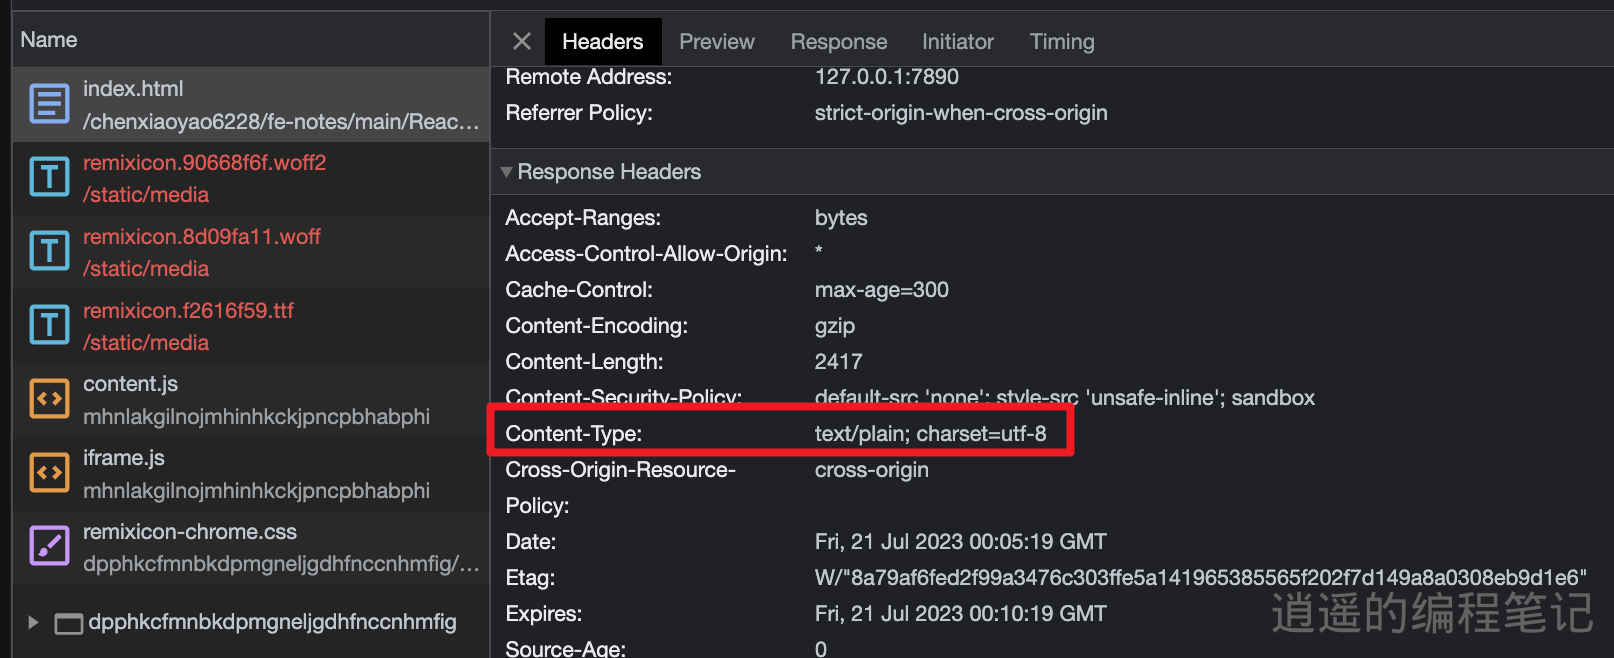 Name
index.html
/chenxiaoyao6228/fe-notes/main/Reac...
remixicon.90668f6f.woff2
/static/media
remixicon.8d09fa11.woff
/static/media
remixicon.f2616f59.ttf
/static/media
content.js
mhnlakgilnojmhinhkckjpncpbhabphi
iframe.js
mhnlakgilnojmhinhkckjpncpbhabphi
remixicon-chrome.css
dpphkcfmnbkdpmgneljgdhfnccnhmfig/...
dpphkcfmnbkdpmgneljgdhfnccnhmfig
Headers Preview Response Initiator Timing
Remote Address: 127.0.0.1:7890
Referrer Policy: strict-origin-when-cross-origin
Response Headers
Accept-Ranges: bytes
Access-Control-Allow-Origin: *
Cache-Control: max-age=300
Content-Encoding: gzip
Content-Length: 2417
Content-Security-Policy: default-src 'none'; style-src 'unsafe-inline'; sandbox
Content-Type: text/plain; charset=utf-8
Cross-Origin-Resource- cross-origin
Policy:
Date: Fri, 21 Jul 2023 00:05:19 GMT
Etag: W/"8a79af6fed2f99a3476c303ffe5a141965385565f202f7d149a8a0308eb9d1e6"
Expires: Fri, 21 Jul 2023 00:10:19 GMT
Source-Age: 0
逍遥的编程笔记